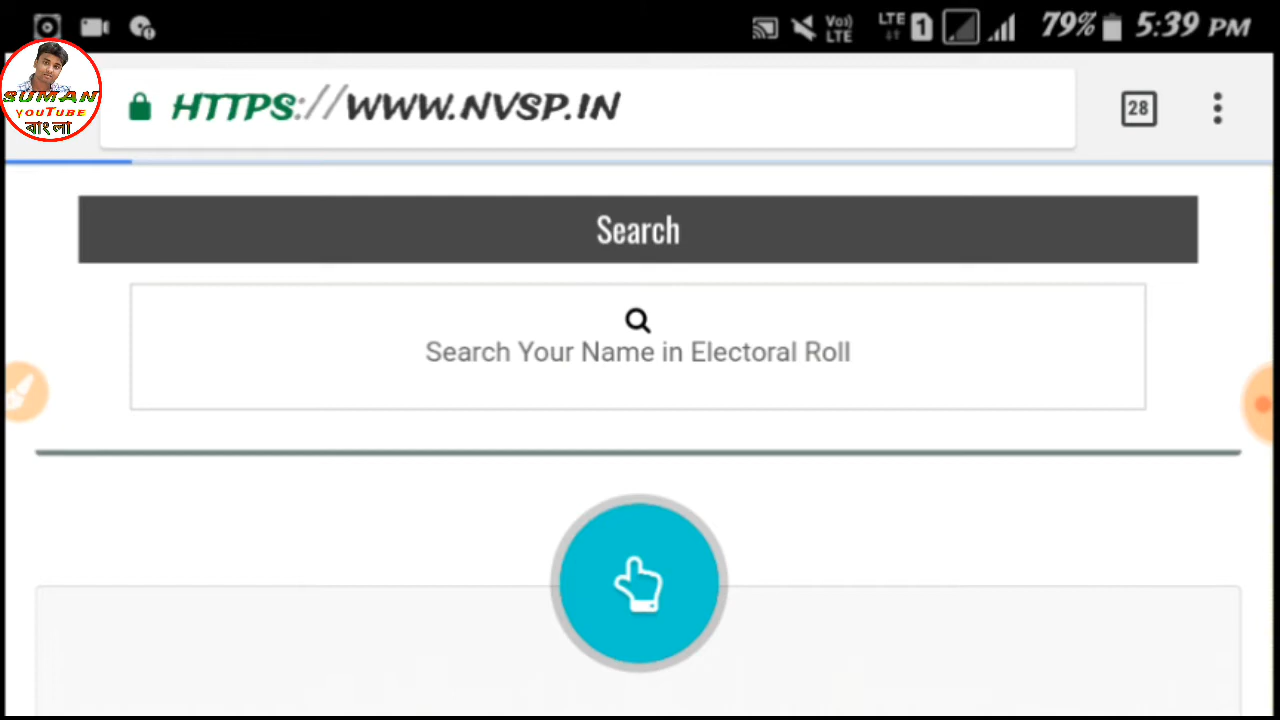 Vo) LTE LTE 1 79% 5:39 PM
SUMAN
YOUTUBE
বাংলা
HTTPS://WWW.NVSP.IN
28
Search
Search Your Name in Electoral Roll